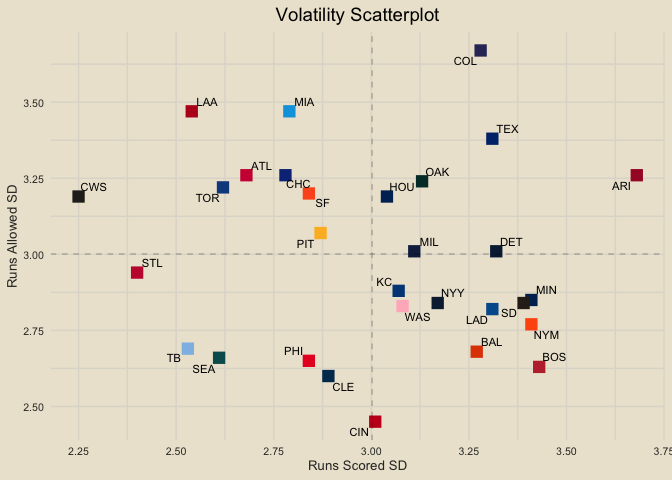 Volatility Scatterplot
COL
LAA
MIA
TEX
ATL
OAK
CHC
CWS
TOR
SF
HOU
ARI
PIT
MIL
DET
STL
KC
NYY
MIN
WAS
LAD
SD
NYM
BAL
PHI
TB
SEA
BOS
CLE
CIN
3.50
3.25
3.00
2.75
2.50
Runs Allowed SD
2.25
2.50
2.75
3.00
3.25
3.50
3.75
Runs Scored SD